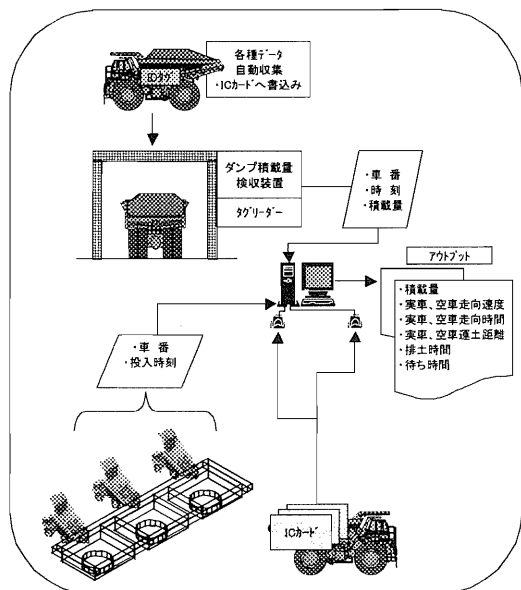 IDタグ
各種データ
自動収集
・ICカードへ書込み
ダンプ積載量
検収装置
タグリーダー
・車番
・時刻
・積載量
アウトプット
・積載量
・実車、空車走向速度
・実車、空車走向時間
・実車、空車運土距離
・排土時間
・待ち時間
・車番
・投入時刻
ICカード